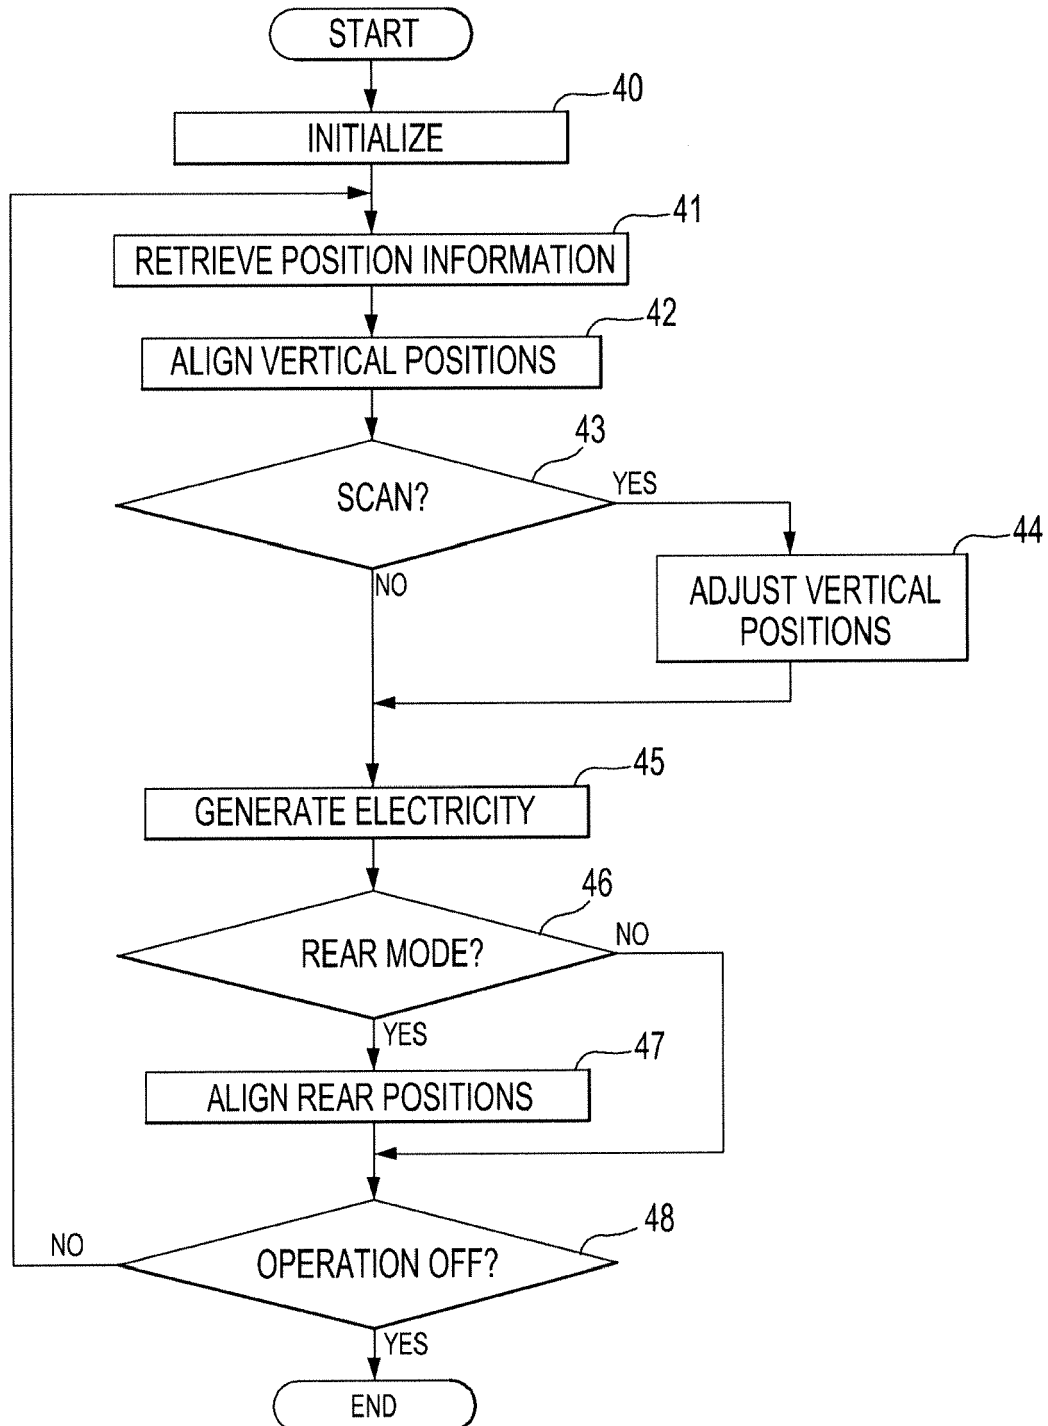 START
40
INITIALIZE
41
RETRIEVE POSITION INFORMATION
42
ALIGN VERTICAL POSITIONS
43
SCAN?
YES
NO
44
ADJUST VERTICAL
POSITIONS
45
GENERATE ELECTRICITY
46
REAR MODE?
NO
YES
47
ALIGN REAR POSITIONS
48
OPERATION OFF?
NO
YES
END